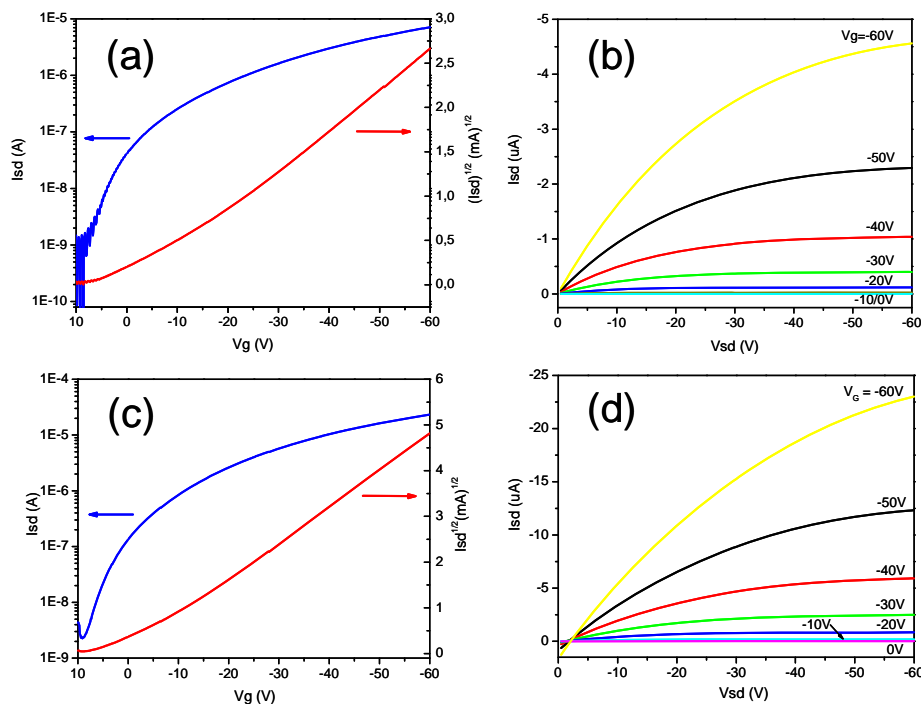 (a)
1E-5
1E-6
1E-7
1E-8
1E-9
1E-10
Isd (A)
10 0 -10 -20 -30 -40 -50 -60
Vg (V)
3,0
2,5
2,0
1,5
1,0
0,5
0,0
(Isd)^1/2 (mA)^1/2
(b)
-5
-4
-3
-2
-1
0
Isd (uA)
Vg=-60V
-50V
-40V
-30V
-20V
-10/0V
0 -10 -20 -30 -40 -50 -60
Vsd (V)
(c)
1E-4
1E-5
1E-6
1E-7
1E-8
1E-9
Isd (A)
10 0 -10 -20 -30 -40 -50 -60
Vg (V)
6
5
4
3
2
1
0
Isd^1/2 (mA)^1/2
(d)
-25
-20
-15
-10
-5
0
Isd (uA)
V_G = -60V
-50V
-40V
-30V
-10V
-20V
0V
0 -10 -20 -30 -40 -50 -60
Vsd (V)